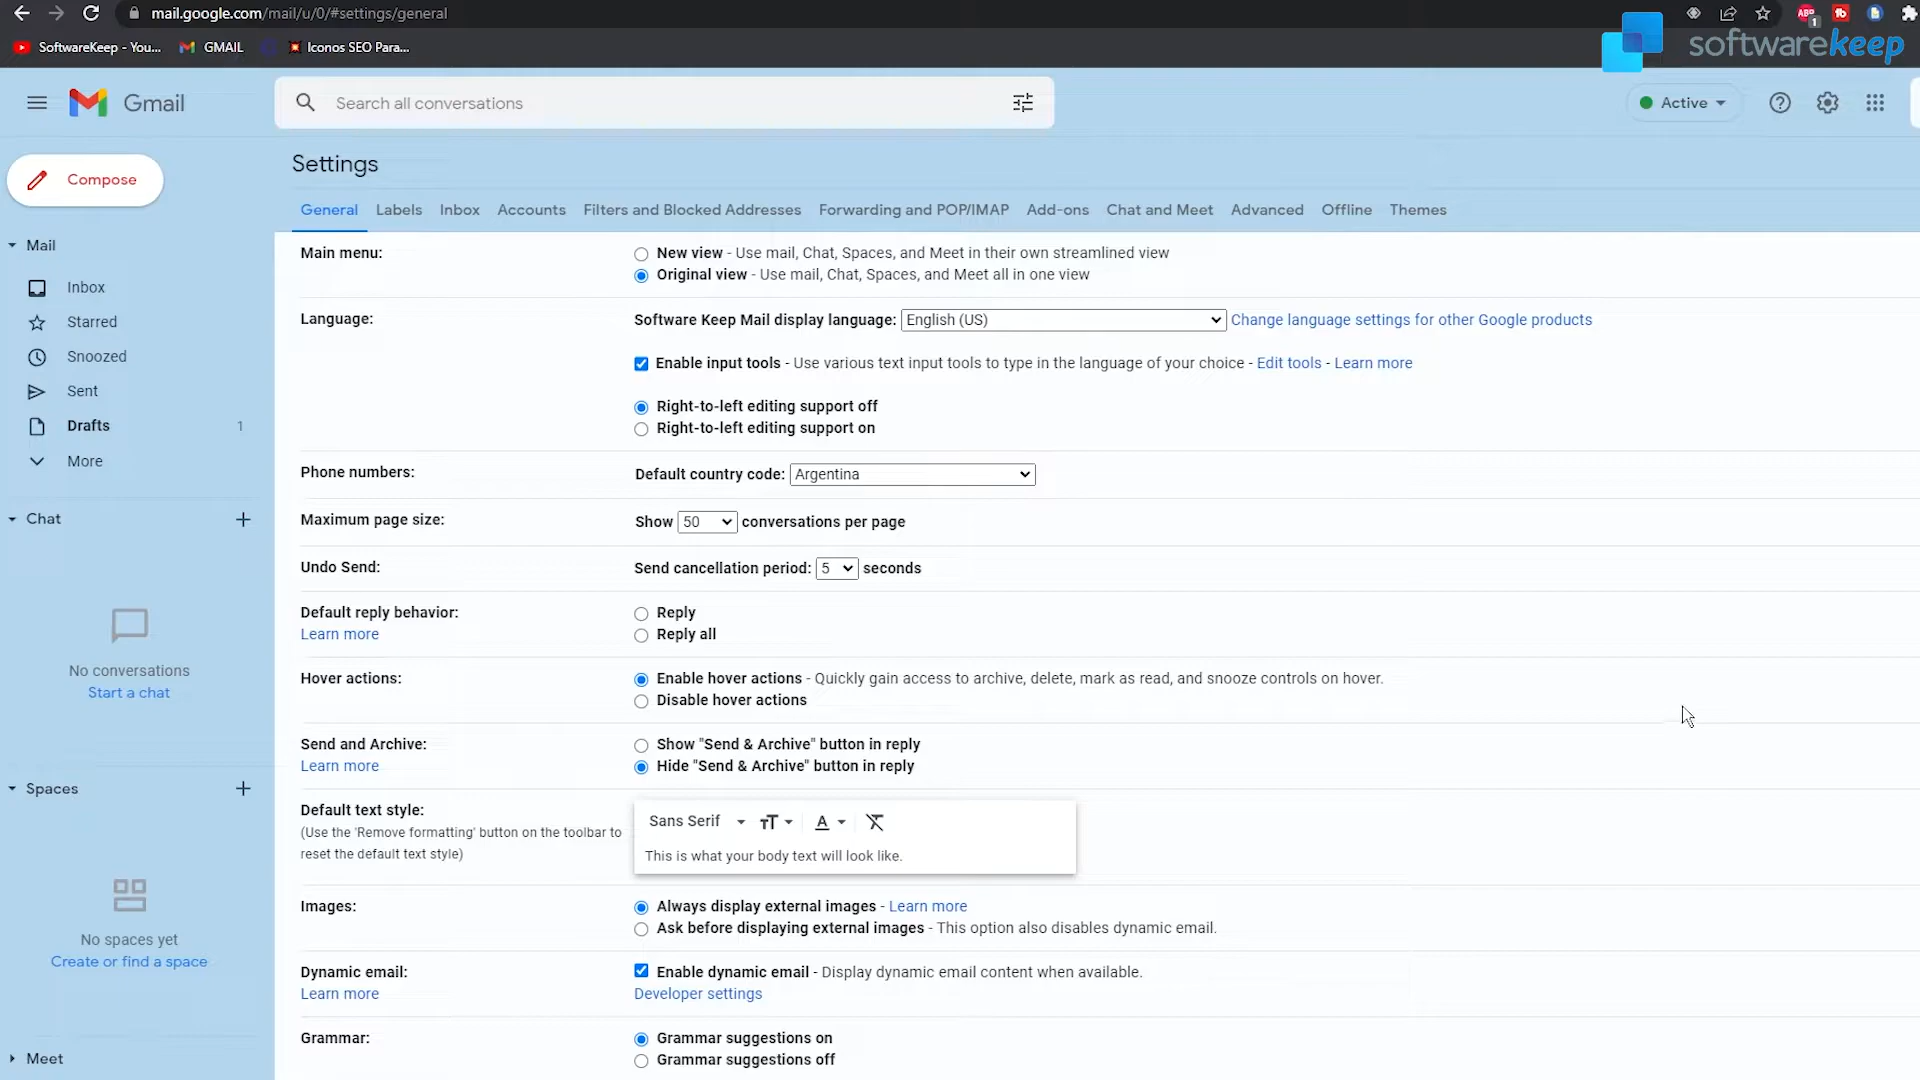 mail.google.com/mail/u/0/#settings/general
ABP 1
SoftwareKeep - You...
GMAIL
Iconos SEO Para...
softwarekeep
Gmail
Search all conversations
Active
Compose
Settings
General
Labels
Inbox
Accounts
Filters and Blocked Addresses
Forwarding and POP/IMAP
Add-ons
Chat and Meet
Advanced
Offline
Themes
Mail
Inbox
Starred
Snoozed
Sent
Drafts 1
More
Chat
No conversations
Start a chat
Spaces
No spaces yet
Create or find a space
Meet
Main menu:
New view - Use mail, Chat, Spaces, and Meet in their own streamlined view
Original view - Use mail, Chat, Spaces, and Meet all in one view
Language:
Software Keep Mail display language: English (US) Change language settings for other Google products
Enable input tools - Use various text input tools to type in the language of your choice - Edit tools - Learn more
Right-to-left editing support off
Right-to-left editing support on
Phone numbers:
Default country code: Argentina
Maximum page size:
Show 50 conversations per page
Undo Send:
Send cancellation period: 5 seconds
Default reply behavior:
Learn more
Reply
Reply all
Hover actions:
Enable hover actions - Quickly gain access to archive, delete, mark as read, and snooze controls on hover.
Disable hover actions
Send and Archive:
Learn more
Show "Send & Archive" button in reply
Hide "Send & Archive" button in reply
Default text style:
(Use the 'Remove formatting' button on the toolbar to
reset the default text style)
Sans Serif
This is what your body text will look like.
Images:
Always display external images - Learn more
Ask before displaying external images - This option also disables dynamic email.
Dynamic email:
Learn more
Enable dynamic email - Display dynamic email content when available.
Developer settings
Grammar:
Grammar suggestions on
Grammar suggestions off